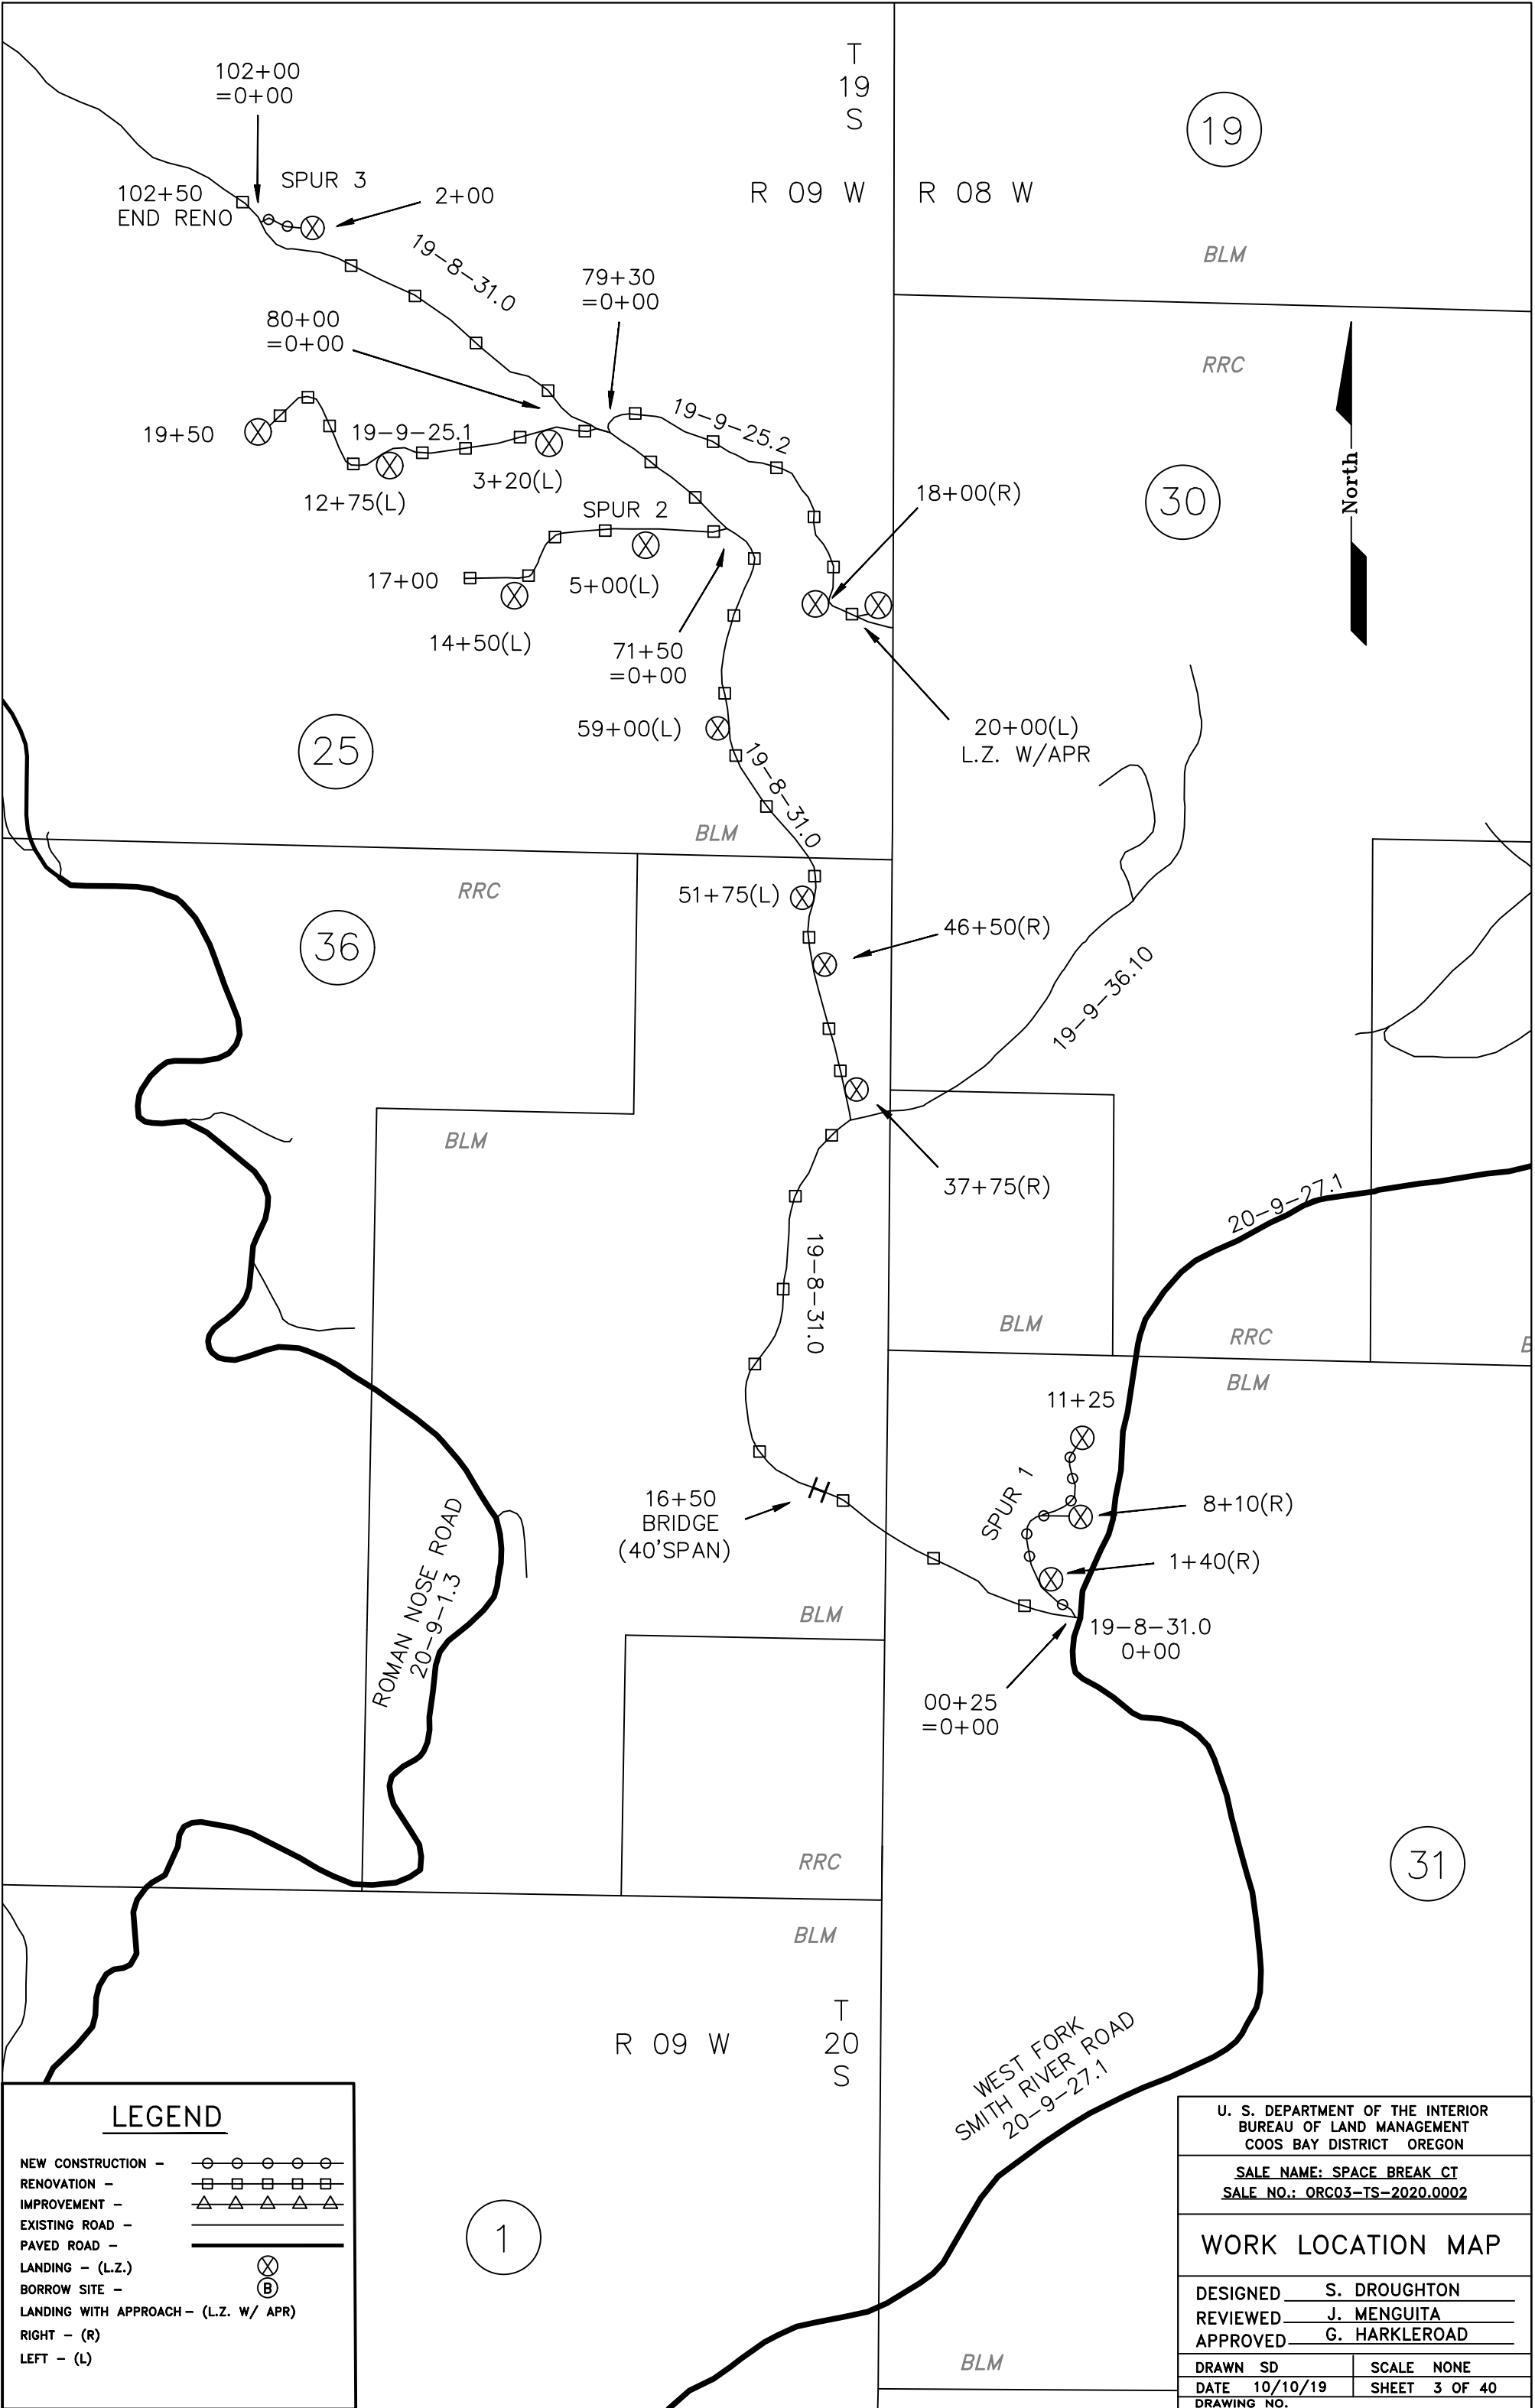 T
19
S
102+00
=0+00
19
SPUR 3
102+50
END RENO
2+00
R 09 W
R 08 W
19-8-31.0
BLM
79+30
=0+00
80+00
=0+00
RRC
19-9-25.2
19+50
19-9-25.1
3+20(L)
12+75(L)
18+00(R)
30
North
SPUR 2
17+00
5+00(L)
14+50(L)
71+50
=0+00
59+00(L)
20+00(L)
L.Z. W/APR
25
19-8-31.0
BLM
RRC
51+75(L)
36
46+50(R)
19-9-36.10
BLM
37+75(R)
20-9-27.1
19-8-31.0
BLM
RRC
B
BLM
11+25
SPUR 1
16+50
BRIDGE
(40'SPAN)
8+10(R)
1+40(R)
ROMAN NOSE ROAD
20-9-1.3
BLM
19-8-31.0
0+00
00+25
=0+00
RRC
31
BLM
T
20
S
R 09 W
WEST FORK
SMITH RIVER ROAD
20-9-27.1
1
BLM
LEGEND
NEW CONSTRUCTION -
RENOVATION -
IMPROVEMENT -
EXISTING ROAD -
PAVED ROAD -
LANDING - (L.Z.)
BORROW SITE - B
LANDING WITH APPROACH - (L.Z. W/ APR)
RIGHT - (R)
LEFT - (L)
U. S. DEPARTMENT OF THE INTERIOR
BUREAU OF LAND MANAGEMENT
COOS BAY DISTRICT OREGON
SALE NAME: SPACE BREAK CT
SALE NO.: ORC03-TS-2020.0002
WORK LOCATION MAP
DESIGNED S. DROUGHTON
REVIEWED J. MENGUITA
APPROVED G. HARKLEROAD
DRAWN SD SCALE NONE
DATE 10/10/19 SHEET 3 OF 40
DRAWING NO.